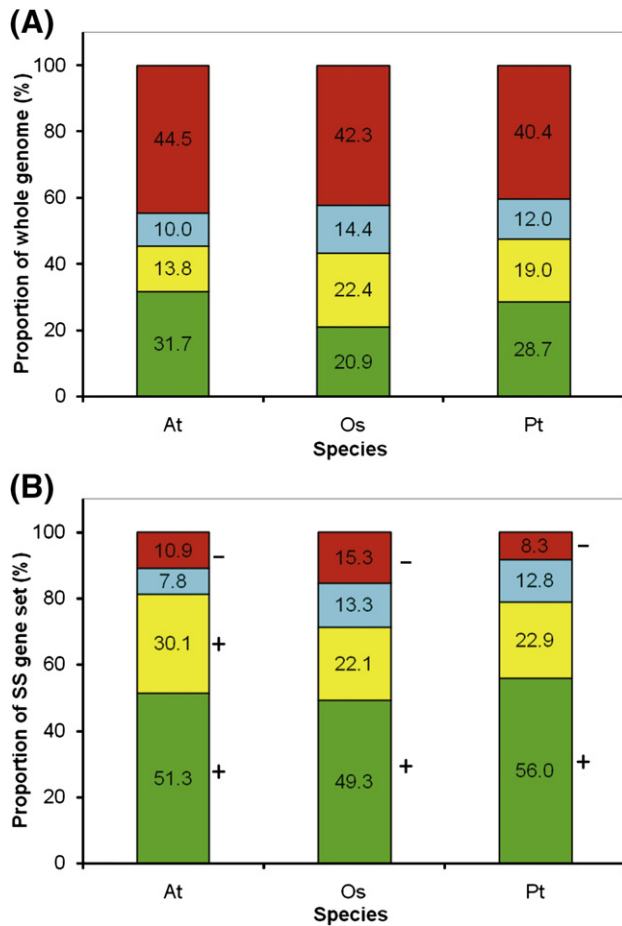 (A)
Proportion of whole genome (%)
100
80
60
40
20
0
44.5 42.3 40.4
10.0 14.4 12.0
13.8 22.4 19.0
31.7 20.9 28.7
At Os Pt
Species
(B)
Proportion of SS gene set (%)
100
80
60
40
20
0
10.9 – 15.3 – 8.3 –
7.8 13.3 12.8
30.1 + 22.1 22.9
51.3 + 49.3 + 56.0 +
At Os Pt
Species